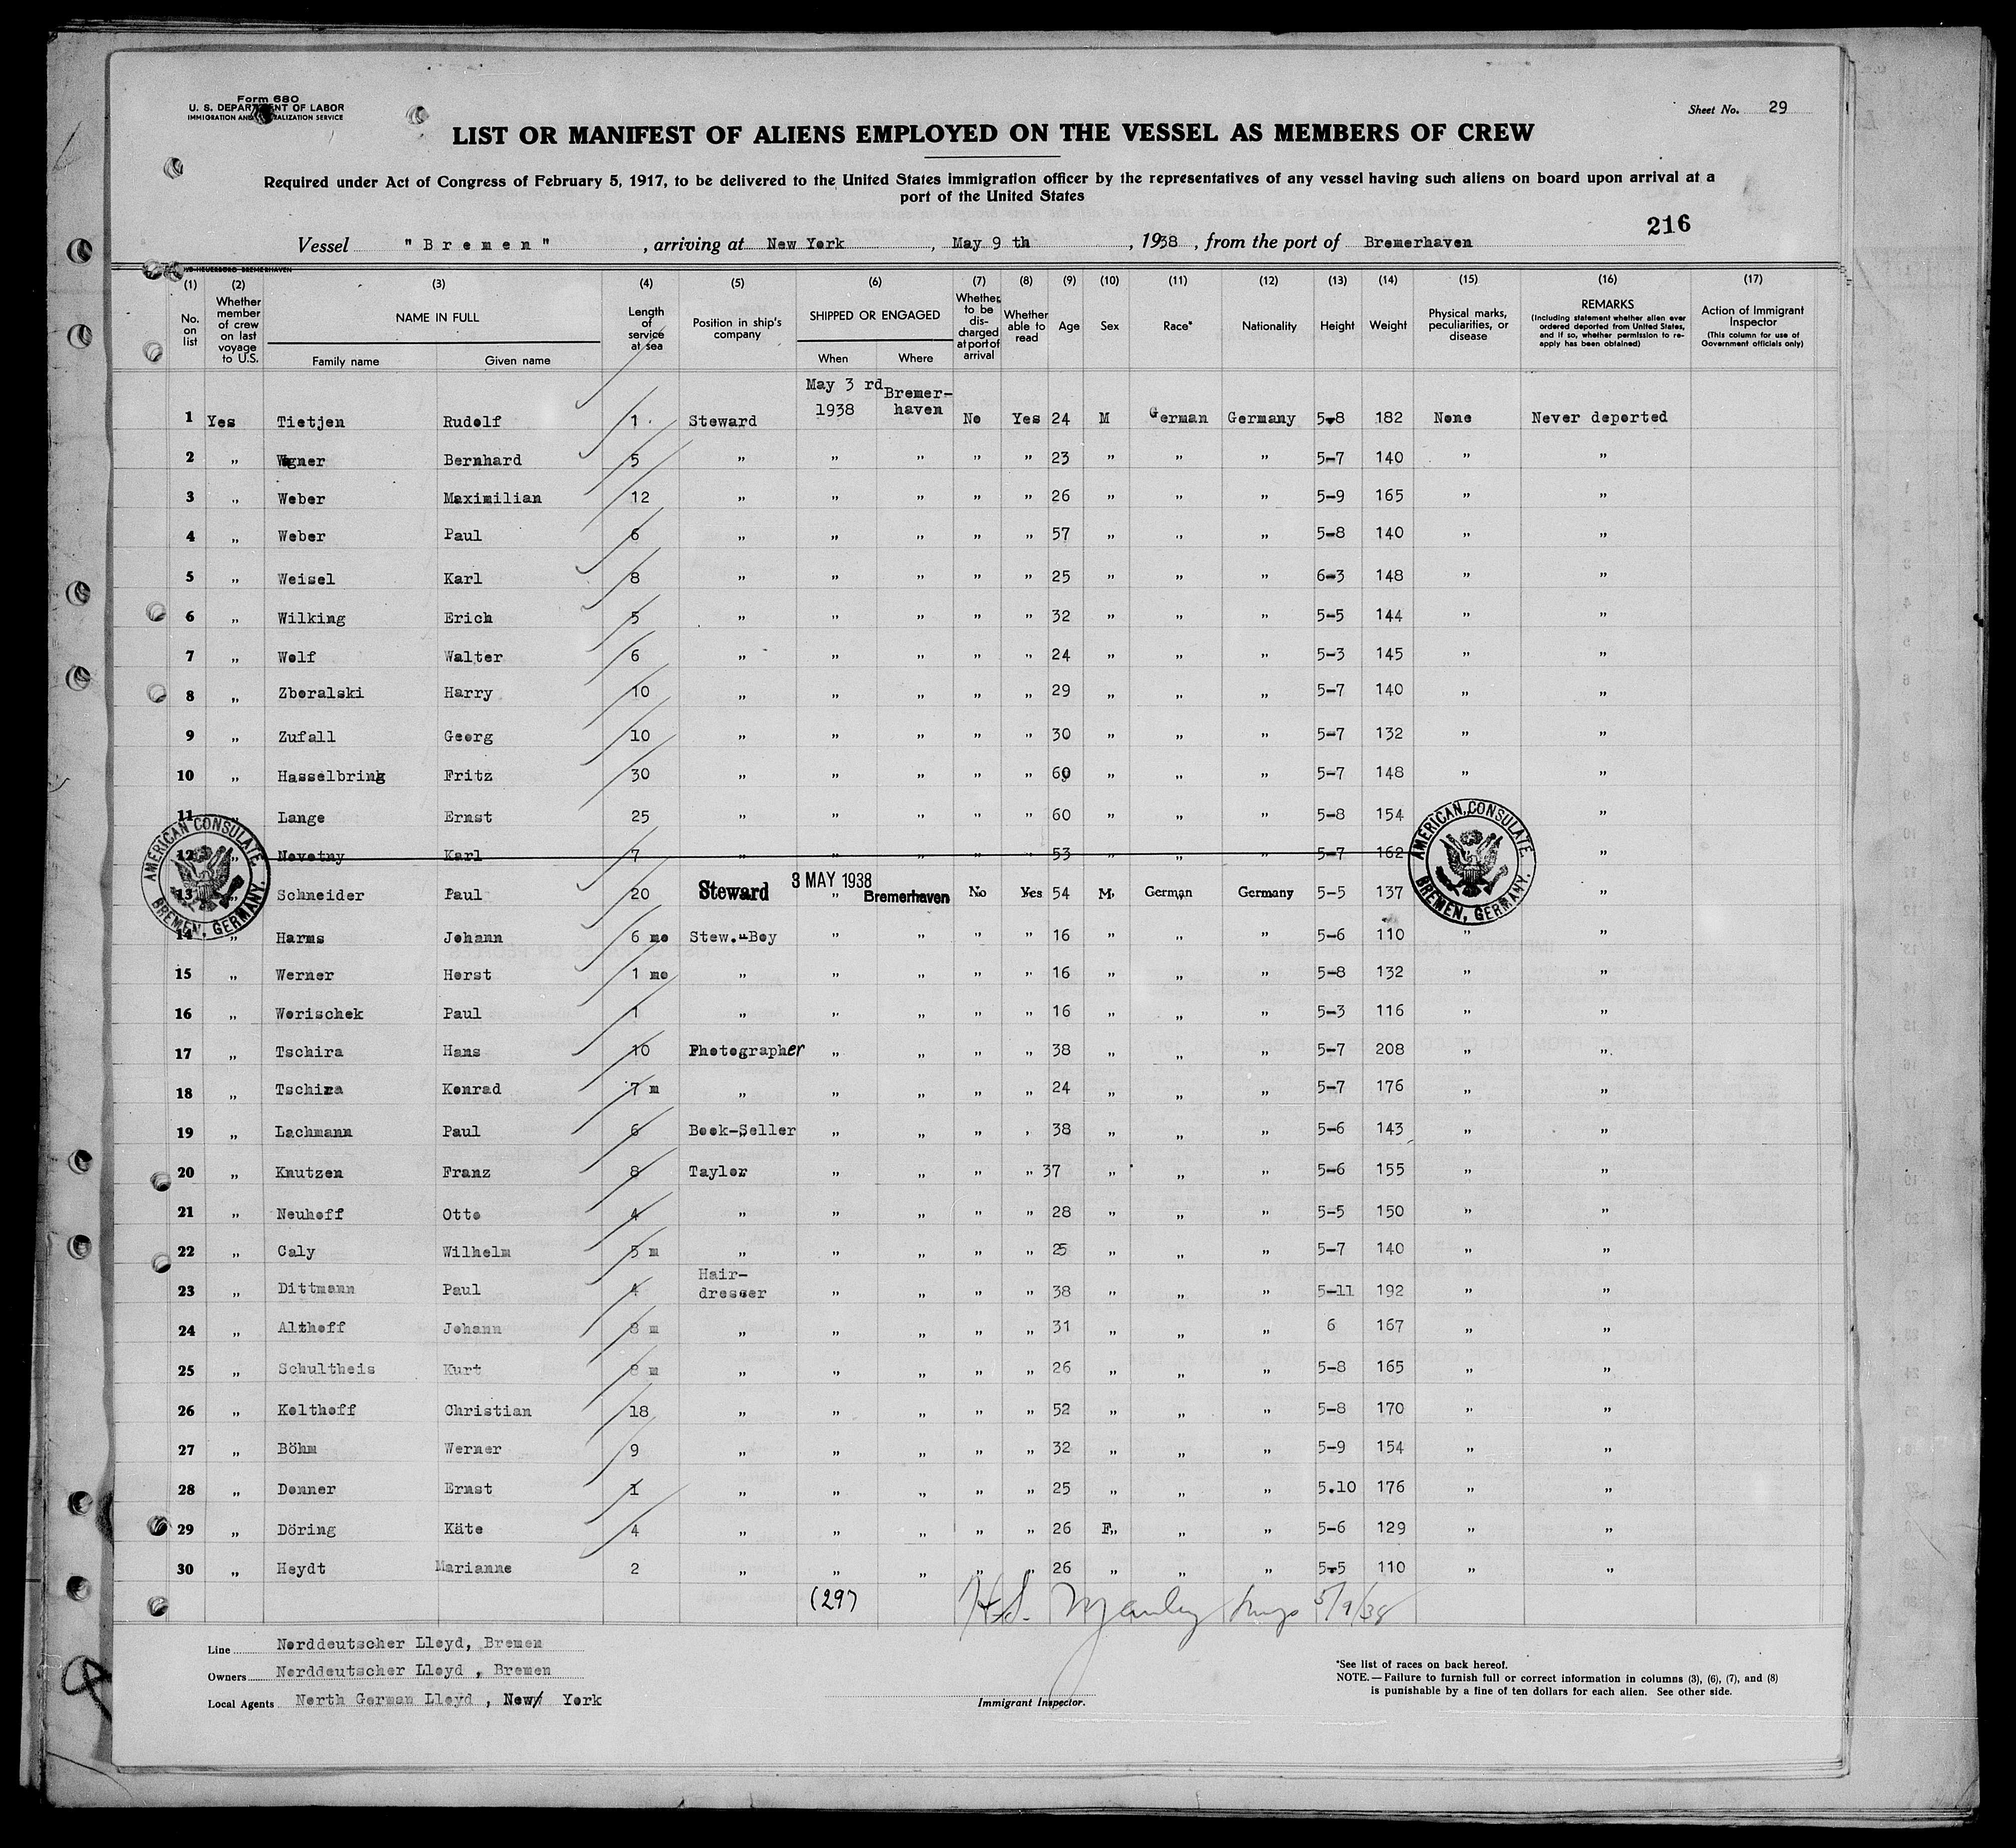 Form 680
U. S. DEPARTMENT OF LABOR
IMMIGRATION AND NATURALIZATION SERVICE
Sheet No. 29
LIST OR MANIFEST OF ALIENS EMPLOYED ON THE VESSEL AS MEMBERS OF CREW
Required under Act of Congress of February 5, 1917, to be delivered to the United States immigration officer by the representatives of any vessel having such aliens on board upon arrival at a
port of the United States
216
Vessel "Bremen", arriving at New York, May 9 th, 1938, from the port of Bremerhaven
(1) No. on list (2) Whether member of crew on last voyage to U.S. (3) NAME IN FULL Family name Given name (4) Length of service at sea (5) Position in ship's company (6) SHIPPED OR ENGAGED When Where (7) Whether to be discharged at port of arrival (8) Whether able to read (9) Age (10) Sex (11) Race* (12) Nationality (13) Height (14) Weight (15) Physical marks, peculiarities, or disease (16) REMARKS (Including statement whether alien ever ordered deported from United States, and if so, whether permission to re-apply has been obtained) (17) Action of Immigrant Inspector (This column for use of Government officials only)
1 Yes Tietjen Rudolf 1 Steward May 3 rd 1938 Bremer-haven No Yes 24 M German Germany 5-8 182 None Never deported
2 " Wgner Bernhard 5 " " " " " 23 " " " 5-7 140 " "
3 " Weber Maximilian 12 " " " " " 26 " " " 5-9 165 " "
4 " Weber Paul 6 " " " " " 57 " " " 5-8 140 " "
5 " Weisel Karl 8 " " " " " 25 " " " 6-3 148 " "
6 " Wilking Erich 5 " " " " " 32 " " " 5-5 144 " "
7 " Wolf Walter 6 " " " " " 24 " " " 5-3 145 " "
8 " Zboralski Harry 10 " " " " " 29 " " " 5-7 140 " "
9 " Zufall Georg 10 " " " " " 30 " " " 5-7 132 " "
10 " Hasselbring Fritz 30 " " " " " 60 " " " 5-7 148 " "
11 " Lange Ernst 25 " " " " " 60 " " " 5-8 154 "
12 " Novotny Karl 7 " " " " " 53 " " " 5-7 162 "
13 " Schneider Paul 20 Steward 3 MAY 1938 " Bremerhaven No Yes 54 M. German Germany 5-5 137 "
AMERICAN CONSULATE. BREMEN, GERMANY.
AMERICAN CONSULATE. BREMEN, GERMANY.
14 " Harms Johann 6 mo Stew.-Boy " " " " 16 " " " 5-6 110 " "
15 " Werner Horst 1 mo " " " " " 16 " " " 5-8 132 " "
16 " Worischek Paul 1 " " " " " 16 " " " 5-3 116 " "
17 " Tschira Hans 10 Photographer " " " " 38 " " " 5-7 208 " "
18 " Tschira Konrad 7 m " " " " " 24 " " " 5-7 176 " "
19 " Lachmann Paul 6 Book-Seller " " " " 38 " " " 5-6 143 " "
20 " Knutzen Franz 8 Taylor " " " " 37 " " " 5-6 155 " "
21 " Neuhoff Otto 4 " " " " " 28 " " " 5-5 150 " "
22 " Caly Wilhelm 5 m " " " " " 25 " " " 5-7 140 " "
23 " Dittmann Paul 4 Hair-dresser " " " " 38 " " " 5-11 192 " "
24 " Althoff Johann 8 m " " " " " 31 " " " 6 167 " "
25 " Schultheis Kurt 8 m " " " " " 26 " " " 5-8 165 " "
26 " Kolthoff Christian 18 " " " " " 52 " " " 5-8 170 " "
27 " Böhm Werner 9 " " " " " 32 " " " 5-9 154 " "
28 " Donner Ernst 1 " " " " " 25 " " " 5.10 176 " "
29 " Döring Käte 4 " " " " " 26 F " " " 5-6 129 " "
30 " Heydt Marianne 2 " " " " " 26 " " " 5-5 110 " "
(29) 5/9/38
Line Norddeutscher Lloyd, Bremen
Owners Norddeutscher Lloyd , Bremen
Local Agents North German Lloyd , New York
Immigrant Inspector.
*See list of races on back hereof.
NOTE.—Failure to furnish full or correct information in columns (3), (6), (7), and (8)
is punishable by a fine of ten dollars for each alien. See other side.